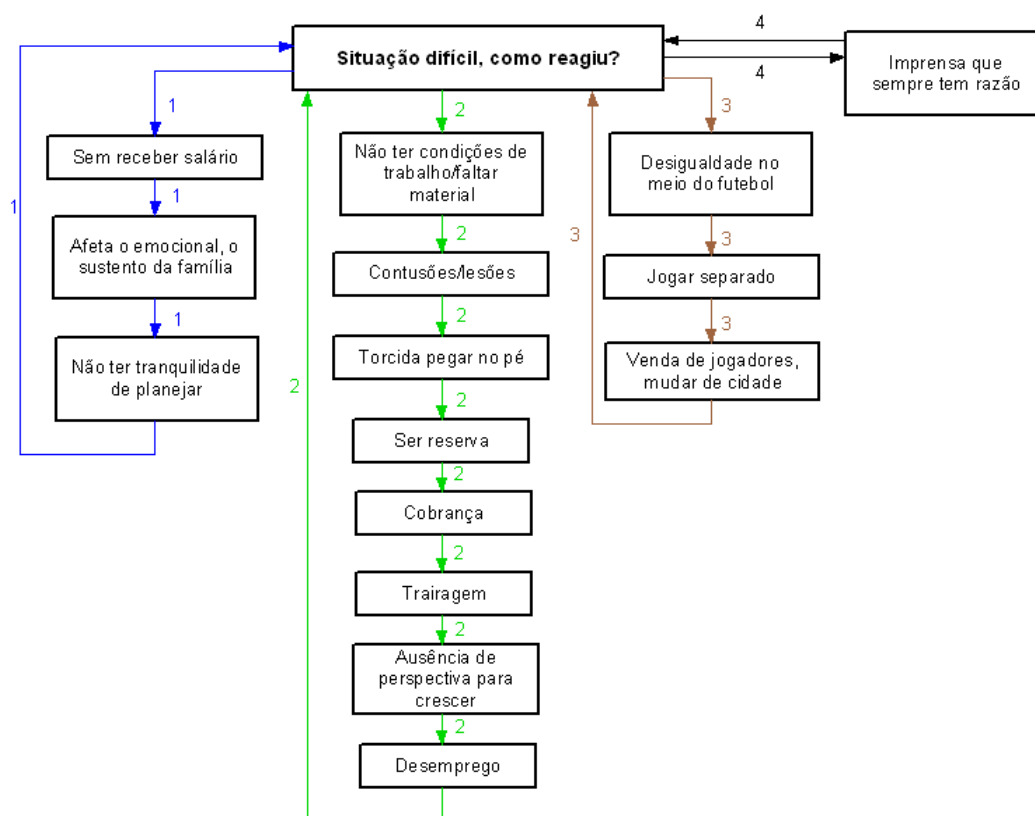 Situação difícil, como reagiu?
4
4
Imprensa que
sempre tem razão
1
Sem receber salário
1
Afeta o emocional, o
sustento da família
1
Não ter tranquilidade
de planejar
1
2
Não ter condições de
trabalho/faltar
material
2
Contusões/lesões
2
Torcida pegar no pé
2
Ser reserva
2
Cobrança
2
Trairagem
2
Ausência de
perspectiva para
crescer
2
Desemprego
2
3
Desigualdade no
meio do futebol
3
Jogar separado
3
Venda de jogadores,
mudar de cidade
3